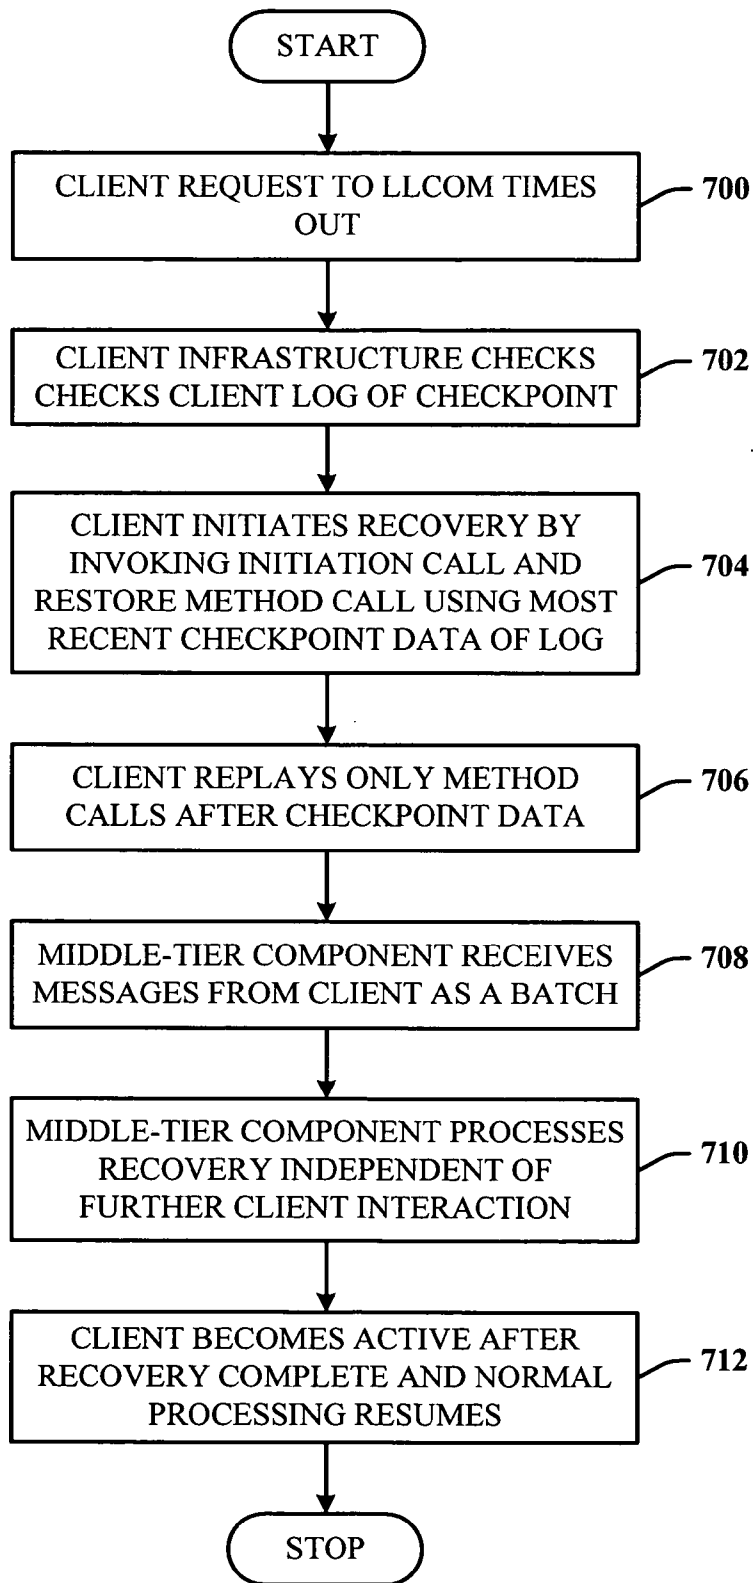 START
CLIENT REQUEST TO LLCOM TIMES
OUT
700
CLIENT INFRASTRUCTURE CHECKS
CHECKS CLIENT LOG OF CHECKPOINT
702
CLIENT INITIATES RECOVERY BY
INVOKING INITIATION CALL AND
RESTORE METHOD CALL USING MOST
RECENT CHECKPOINT DATA OF LOG
704
CLIENT REPLAYS ONLY METHOD
CALLS AFTER CHECKPOINT DATA
706
MIDDLE-TIER COMPONENT RECEIVES
MESSAGES FROM CLIENT AS A BATCH
708
MIDDLE-TIER COMPONENT PROCESSES
RECOVERY INDEPENDENT OF
FURTHER CLIENT INTERACTION
710
CLIENT BECOMES ACTIVE AFTER
RECOVERY COMPLETE AND NORMAL
PROCESSING RESUMES
712
STOP